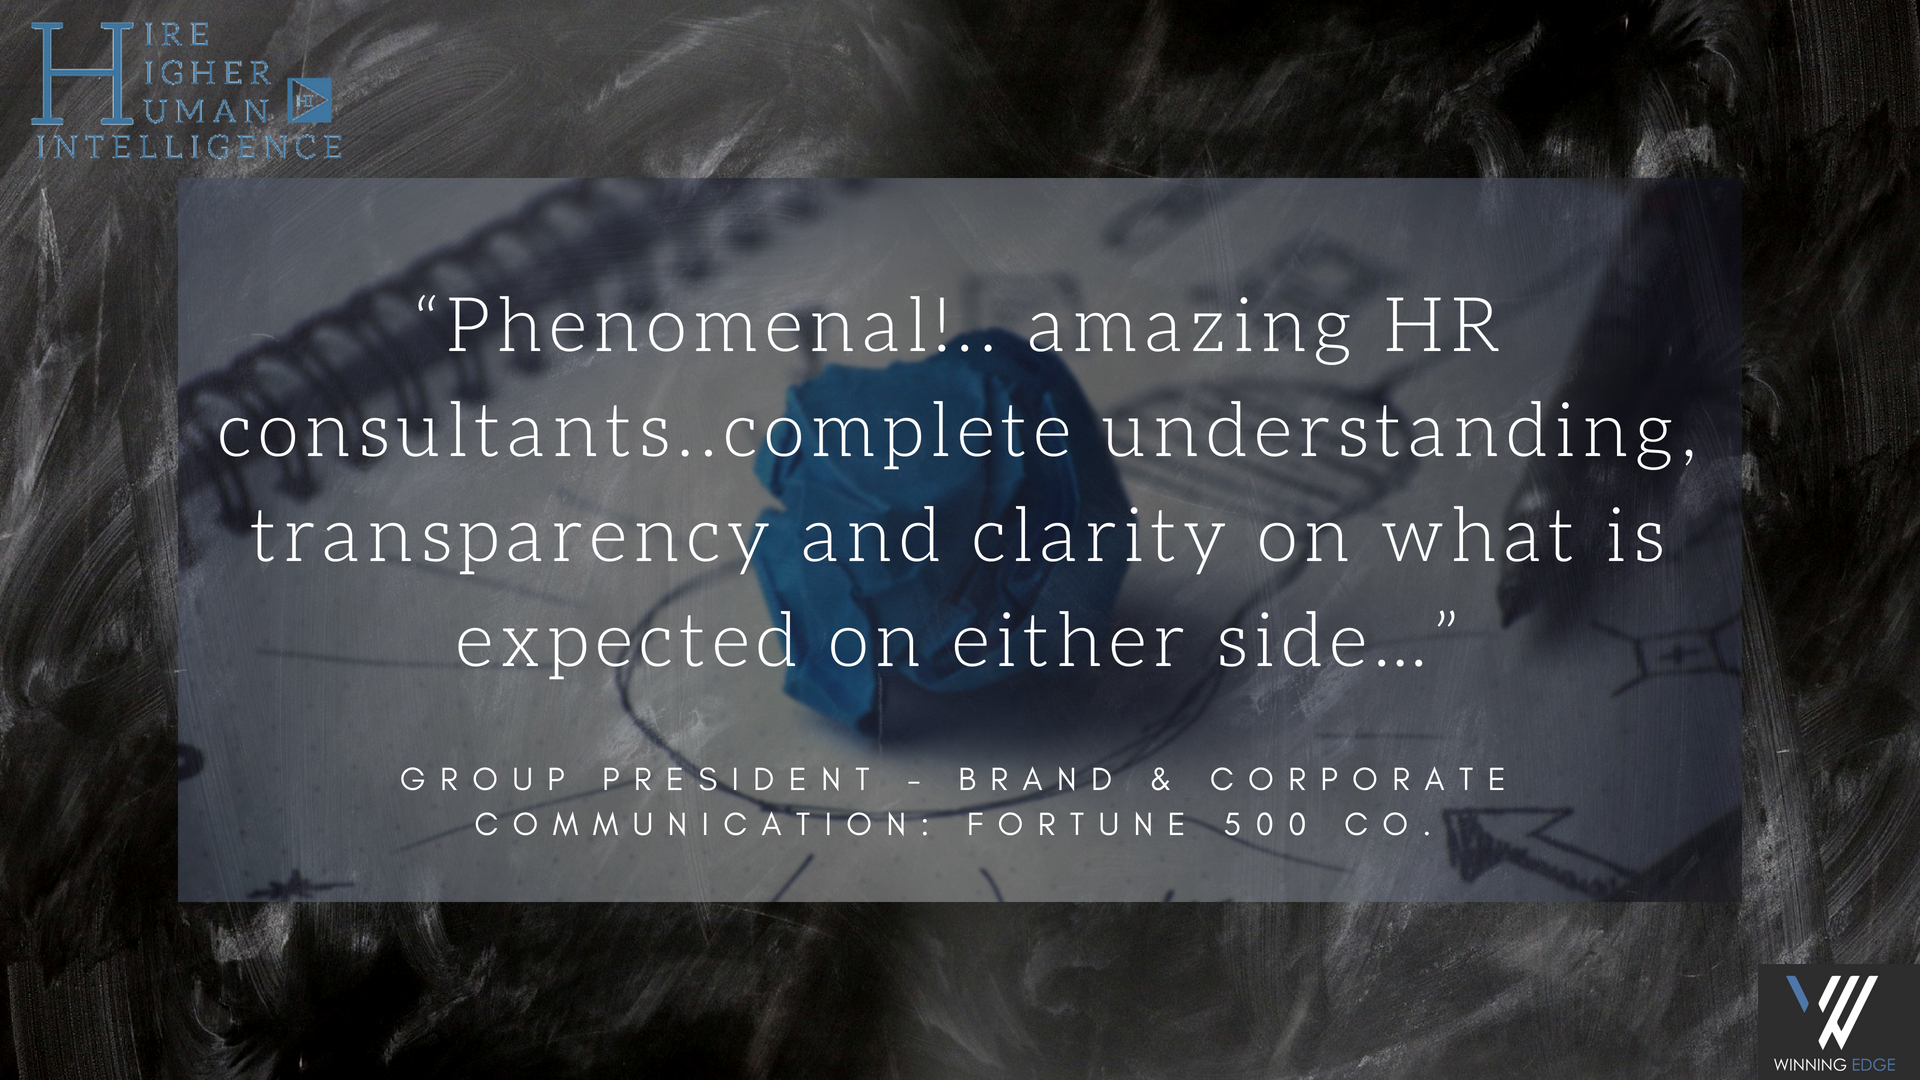 HIRE
HIGHER
HUMAN
HI
INTELLIGENCE
“Phenomenal!.. amazing HR
consultants..complete understanding,
transparency and clarity on what is
expected on either side...”
GROUP PRESIDENT - BRAND & CORPORATE
COMMUNICATION: FORTUNE 500 CO.
WINNING EDGE